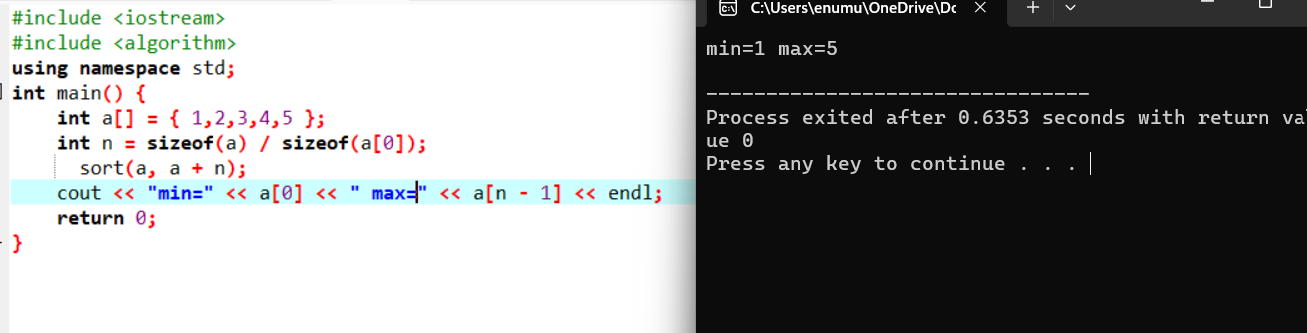 #include <iostream>
#include <algorithm>
using namespace std;
int main() {
    int a[] = { 1,2,3,4,5 };
    int n = sizeof(a) / sizeof(a[0]);
      sort(a, a + n);
    cout << "min=" << a[0] << " max=" << a[n - 1] << endl;
    return 0;
}
C:\Users\enumu\OneDrive\Dc
min=1 max=5
--------------------------------
Process exited after 0.6353 seconds with return va
ue 0
Press any key to continue . . .